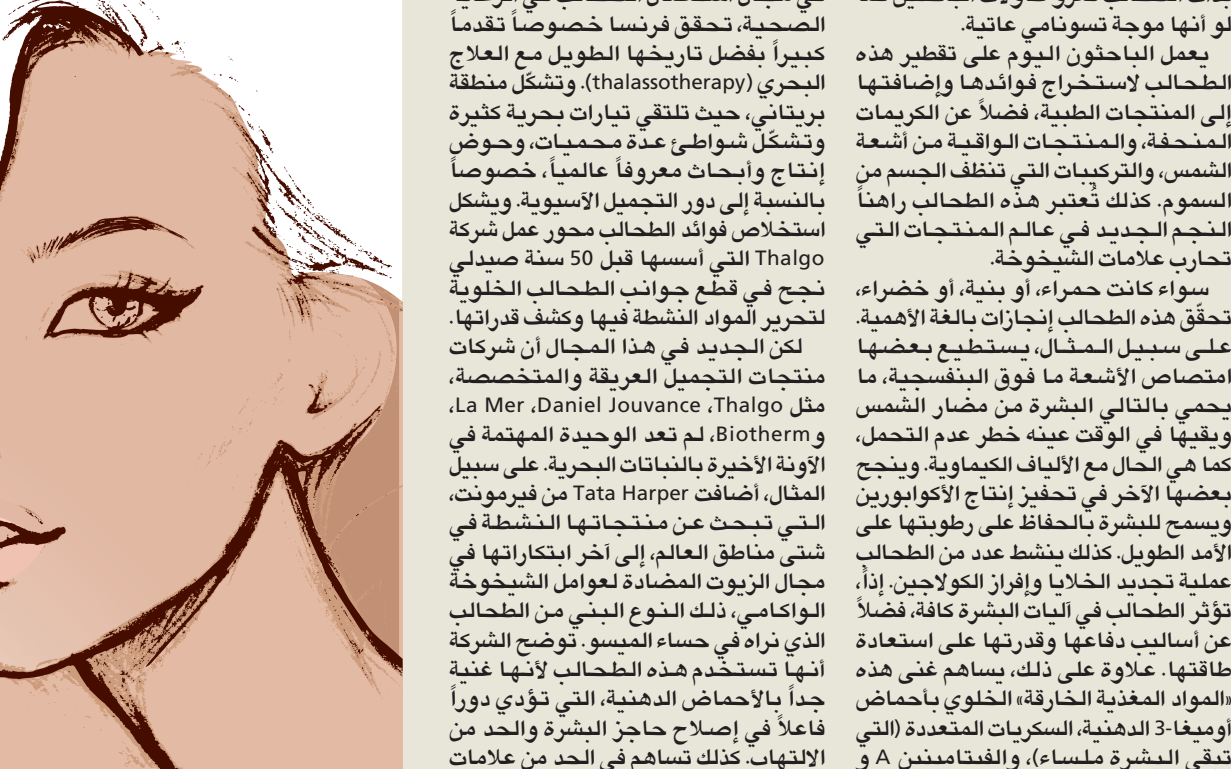 لو أنها موجة تسونامي عاتية.
يعمل الباحثون اليوم على تقطير هذه
الطحالب لاستخراج فوائدها وإضافتها
إلى المنتجات الطبية، فضلاً عن الكريمات
المنحفة، والمنتجات الواقية من أشعة
الشمس، والتركيبات التي تنظف الجسم من
السموم. كذلك تُعتبر هذه الطحالب راهناً
النجم الجديد في عالم المنتجات التي
تحارب علامات الشيخوخة.
سواء كانت حمراء، أو بنية، أو خضراء،
تحقّق هذه الطحالب إنجازات بالغة الأهمية.
على سبيل المثال، يستطيع بعضها
امتصاص الأشعة ما فوق البنفسجية، ما
يحمي بالتالي البشرة من مضار الشمس
ويقيها في الوقت عينه خطر عدم التحمل،
كما هي الحال مع الألياف الكيماوية. وينجح
بعضها الآخر في تحفيز إنتاج الأكوابورين
ويسمح للبشرة بالحفاظ على رطوبتها على
الأمد الطويل. كذلك ينشط عدد من الطحالب
عملية تجديد الخلايا وإفراز الكولاجين. إذاً،
تؤثر الطحالب في آليات البشرة كافة، فضلاً
عن أساليب دفاعها وقدرتها على استعادة
طاقتها. علاوة على ذلك، يساهم غنى هذه
«المواد المغذية الخارقة» الخلوي بأحماض
أوميغا-3 الدهنية، السكريات المتعددة (التي
تبقي البشرة ملساء)، والفيتامينين A و
الصحية، تحقق فرنسا خصوصاً تقدماً
كبيراً بفضل تاريخها الطويل مع العلاج
البحري (thalassotherapy). وتشكّل منطقة
بريتاني، حيث تلتقي تيارات بحرية كثيرة
وتشكّل شواطئ عدة محميات، وحوض
إنتاج وأبحاث معروفاً عالمياً، خصوصاً
بالنسبة إلى دور التجميل الآسيوية. ويشكل
استخلاص فوائد الطحالب محور عمل شركة
Thalgo التي أسسها قبل 50 سنة صيدلي
نجح في قطع جوانب الطحالب الخلوية
لتحرير المواد النشطة فيها وكشف قدراتها.
لكن الجديد في هذا المجال أن شركات
منتجات التجميل العريقة والمتخصصة،
مثل Thalgo، Daniel Jouvance، La Mer،
وBiotherm، لم تعد الوحيدة المهتمة في
الآونة الأخيرة بالنباتات البحرية. على سبيل
المثال، أضافت Tata Harper من فيرمونت،
التي تبحث عن منتجاتها النشطة في
شتى مناطق العالم، إلى آخر ابتكاراتها في
مجال الزيوت المضادة لعوامل الشيخوخة
الواكامي، ذلك النوع البني من الطحالب
الذي نراه في حساء الميسو. توضح الشركة
أنها تستخدم هذه الطحالب لأنها غنية
جداً بالأحماض الدهنية، التي تؤدي دوراً
فاعلاً في إصلاح حاجز البشرة والحد من
الالتهاب. كذلك تساهم في الحد من علامات